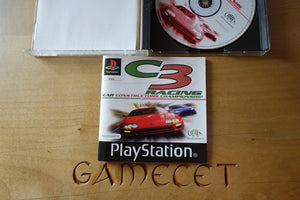 C3
RACING
CAR CONSTRUCTORS CHAMPIONSHIP
PlayStation
GAMECET